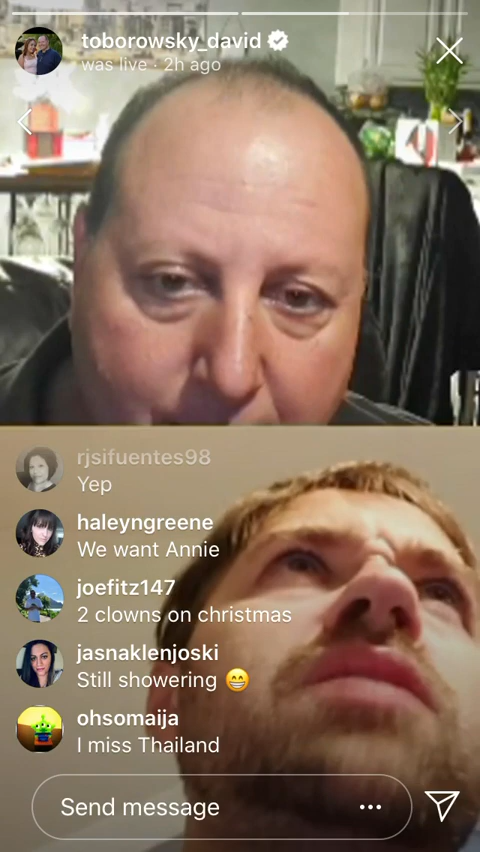 toborowsky_david
was live · 2h ago
rjsifuentes98
Yep
haleyngreene
We want Annie
joefitz147
2 clowns on christmas
jasnaklenjoski
Still showering 😁
ohsomaija
I miss Thailand
Send message